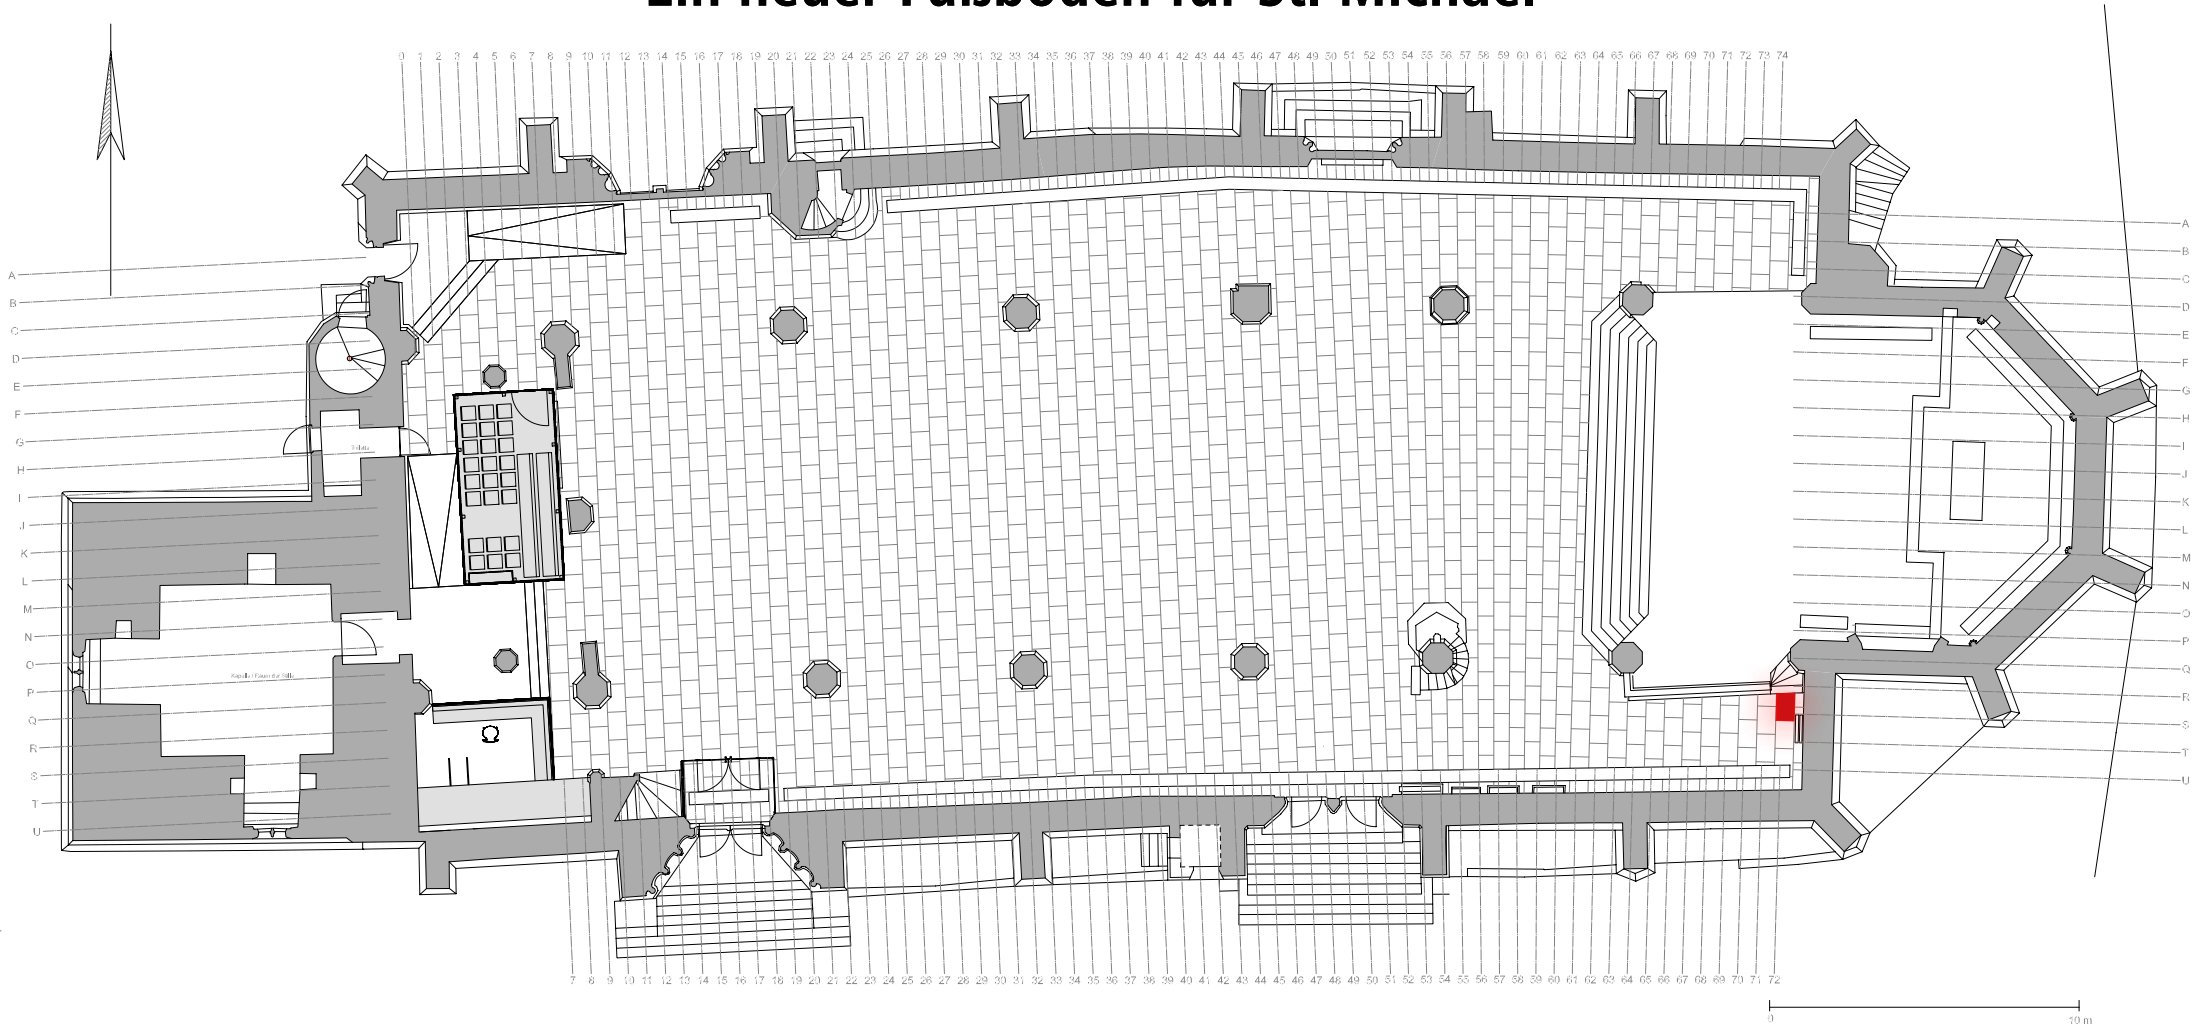 Ein neuer Fußboden für St. Michael
0 1 2 3 4 5 6 7 8 9 10 11 12 13 14 15 16 17 18 19 20 21 22 23 24 25 26 27 28 29 30 31 32 33 34 35 36 37 38 39 40 41 42 43 44 45 46 47 48 49 50 51 52 53 54 55 56 57 58 59 60 61 62 63 64 65 66 67 68 69 70 71 72 73 74
A
B
C
D
E
F
G
H
I
J
K
L
M
N
O
P
Q
R
S
T
U
A
B
C
D
E
F
G
H
I
J
K
L
M
N
O
P
Q
R
S
T
U
7 8 9 10 11 12 13 14 15 16 17 18 19 20 21 22 23 24 25 26 27 28 29 30 31 32 33 34 35 36 37 38 39 40 41 42 43 44 45 46 47 48 49 50 51 52 53 54 55 56 57 58 59 60 61 62 63 64 65 66 67 68 69 70 71 72
0 10 m